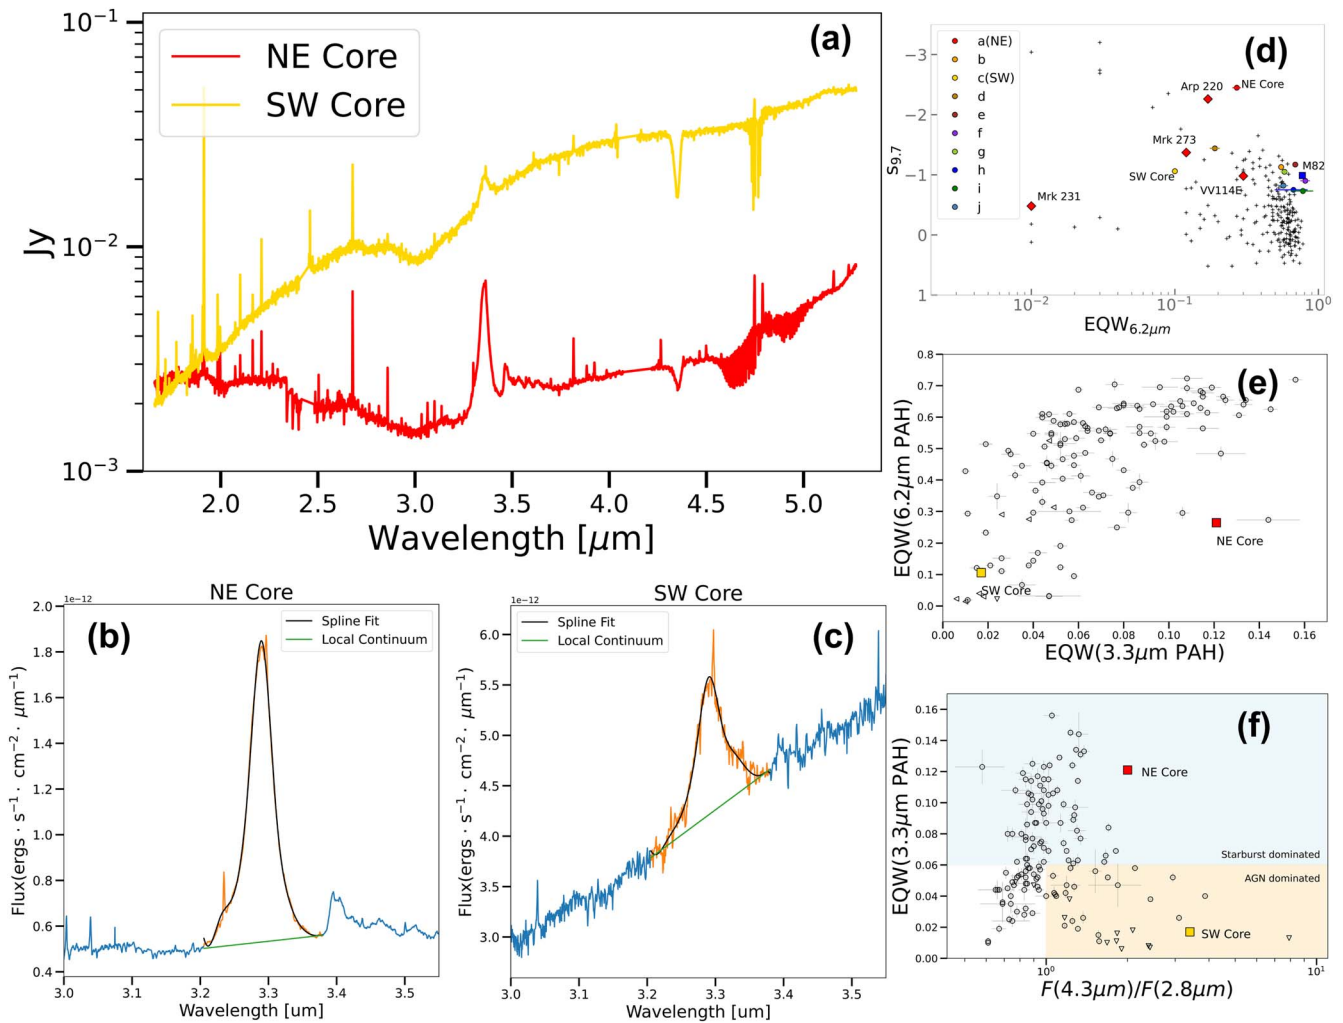 (a)
NE Core
SW Core
10⁻¹
10⁻²
10⁻³
Jy
2.0 2.5 3.0 3.5 4.0 4.5 5.0
Wavelength [μm]
NE Core
1e−12
(b)
Spline Fit
Local Continuum
2.0
1.8
1.6
1.4
1.2
1.0
0.8
0.6
0.4
Flux(ergs · s⁻¹ · cm⁻² · μm⁻¹)
3.0 3.1 3.2 3.3 3.4 3.5
Wavelength [um]
SW Core
1e−12
Spline Fit
Local Continuum
(c)
6.0
5.5
5.0
4.5
4.0
3.5
3.0
Flux(ergs · s⁻¹ · cm⁻² · μm⁻¹)
3.0 3.1 3.2 3.3 3.4 3.5
Wavelength [um]
(d)
a(NE)
b
c(SW)
d
e
f
g
h
i
j
−3
−2
−1
0
1
s9.7
Arp 220
NE Core
Mrk 273
M82
SW Core
VV114E
Mrk 231
10⁻² 10⁻¹ 10⁰
EQW6.2μm
(e)
0.8
0.7
0.6
0.5
0.4
0.3
0.2
0.1
0.0
EQW(6.2μm PAH)
NE Core
SW Core
0.00 0.02 0.04 0.06 0.08 0.10 0.12 0.14 0.16
EQW(3.3μm PAH)
(f)
0.16
0.14
0.12
0.10
0.08
0.06
0.04
0.02
0.00
EQW(3.3μm PAH)
NE Core
Starburst dominated
AGN dominated
SW Core
10⁰ 10¹
F(4.3μm)/F(2.8μm)